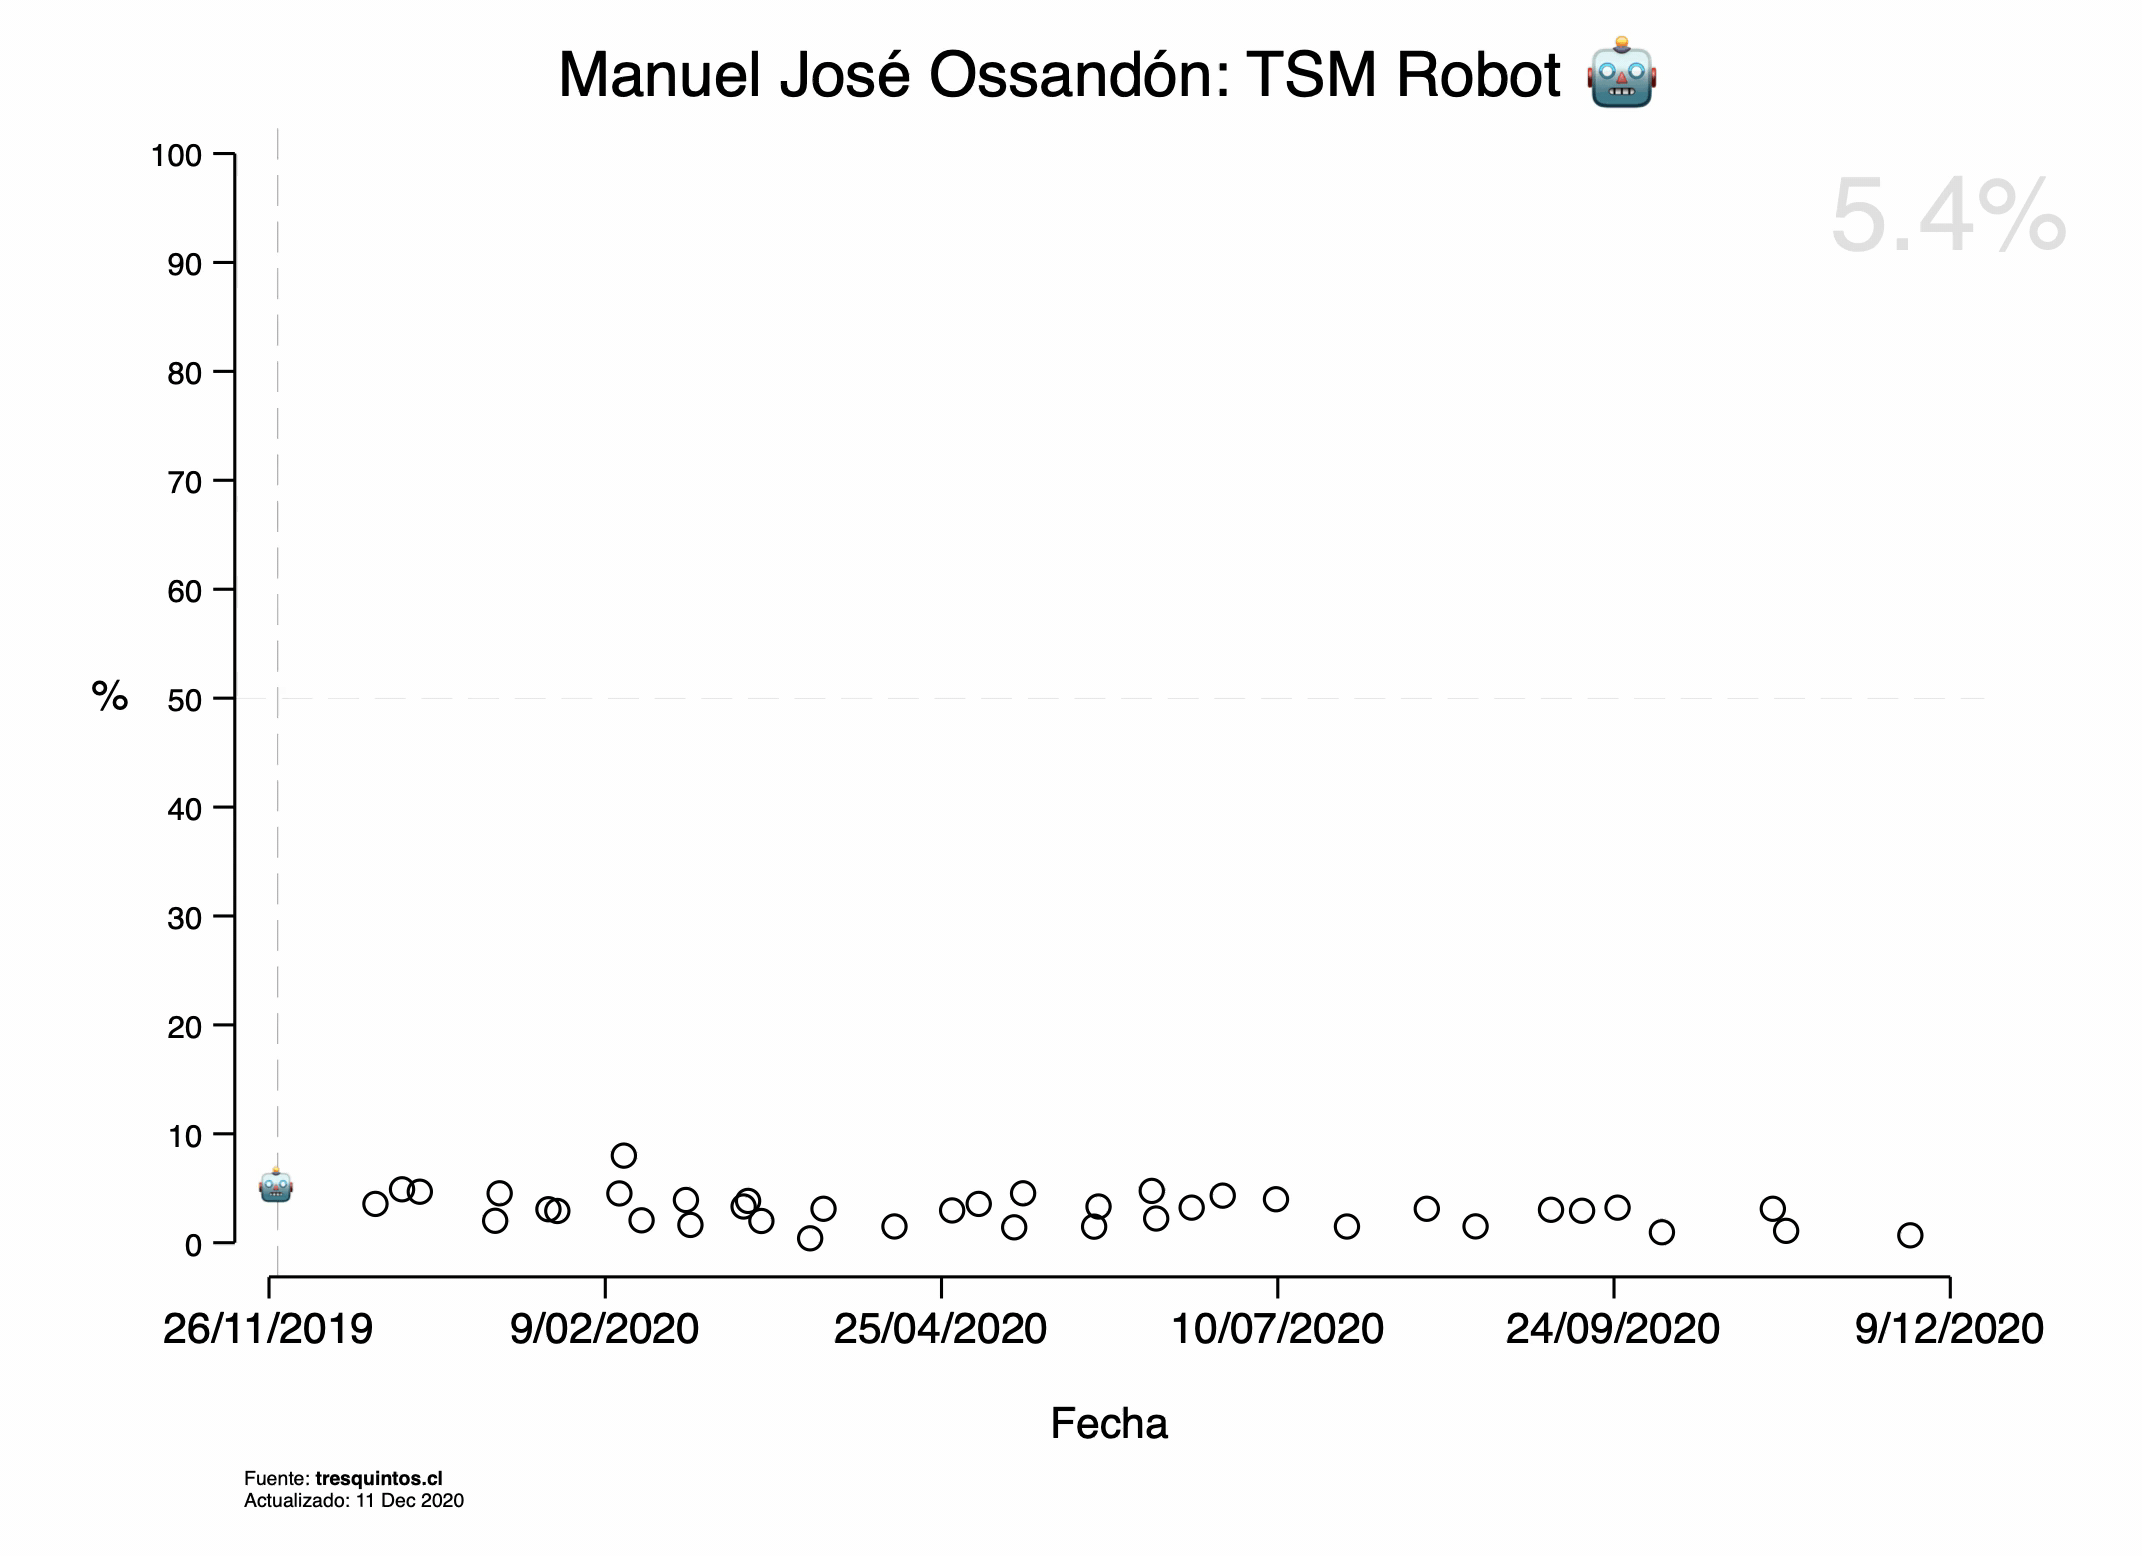 Manuel José Ossandón: TSM Robot 🤖
5.4%
100
90
80
70
60
50
40
30
20
10
0
%
26/11/2019 9/02/2020 25/04/2020 10/07/2020 24/09/2020 9/12/2020
Fecha
Fuente: tresquintos.cl
Actualizado: 11 Dec 2020